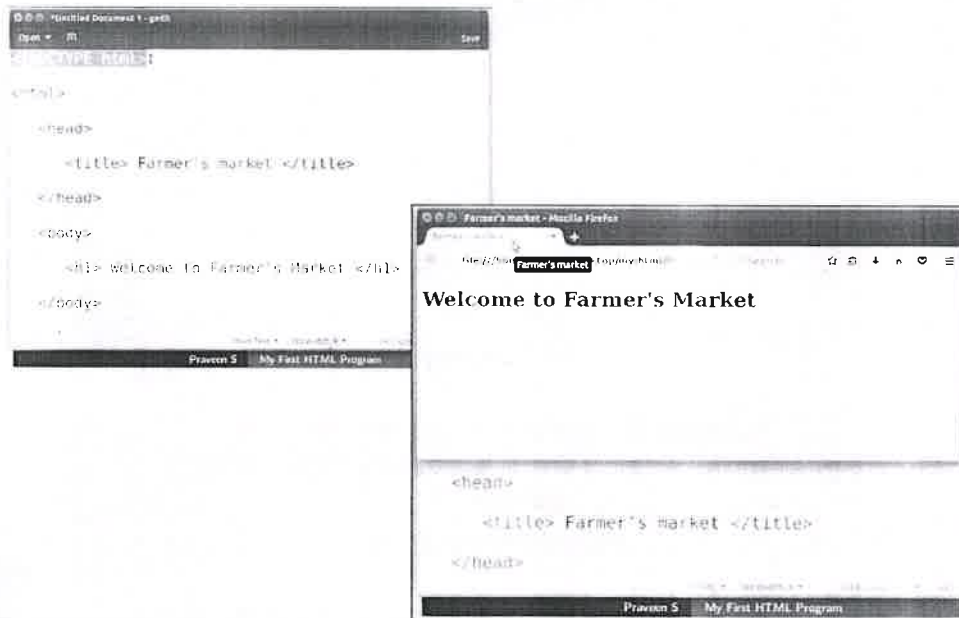 *Untitled Document 1 - gedit
Open Save
<!DOCTYPE html>
<html>
<head>
<title> Farmer's market </title>
</head>
<body>
<h1> Welcome to Farmer's Market </h1>
</body>
Praveen S My First HTML Program
Farmer's market - Mozilla Firefox
Farmer's market
Welcome to Farmer's Market
<head>
<title> Farmer's market </title>
</head>
Praveen S My First HTML Program